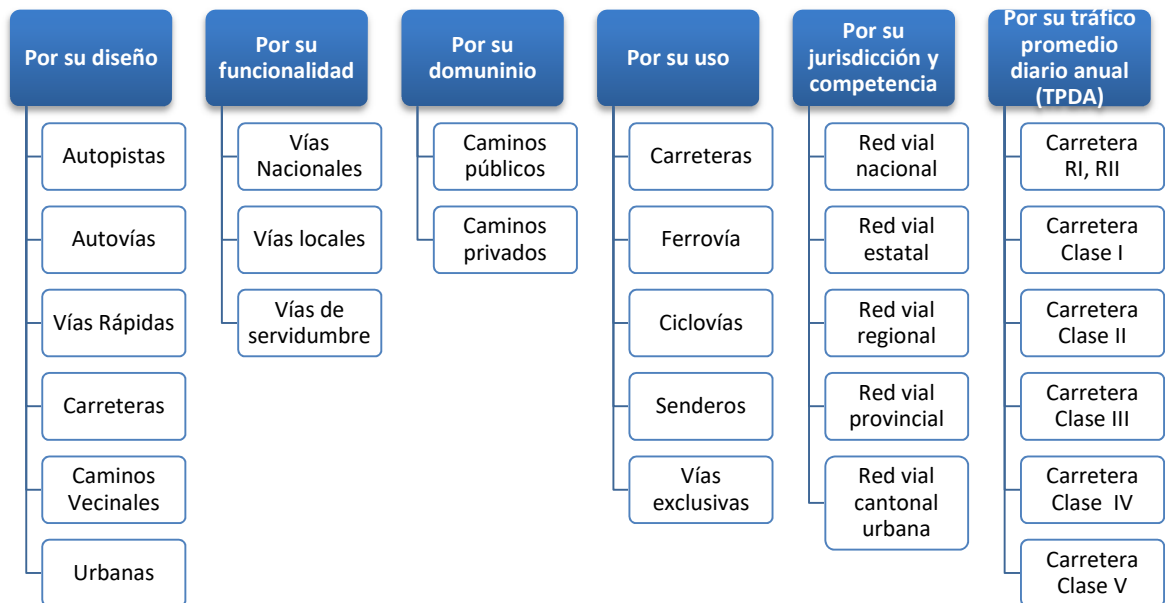 Por su diseño
Autopistas
Autovías
Vías Rápidas
Carreteras
Caminos
Vecinales
Urbanas
Por su
funcionalidad
Vías
Nacionales
Vías locales
Vías de
servidumbre
Por su
domuninio
Caminos
públicos
Caminos
privados
Por su uso
Carreteras
Ferrovía
Ciclovías
Senderos
Vías
exclusivas
Por su
jurisdicción y
competencia
Red vial
nacional
Red vial
estatal
Red vial
regional
Red vial
provincial
Red vial
cantonal
urbana
Por su tráfico
promedio
diario anual
(TPDA)
Carretera
RI, RII
Carretera
Clase I
Carretera
Clase II
Carretera
Clase III
Carretera
Clase  IV
Carretera
Clase V